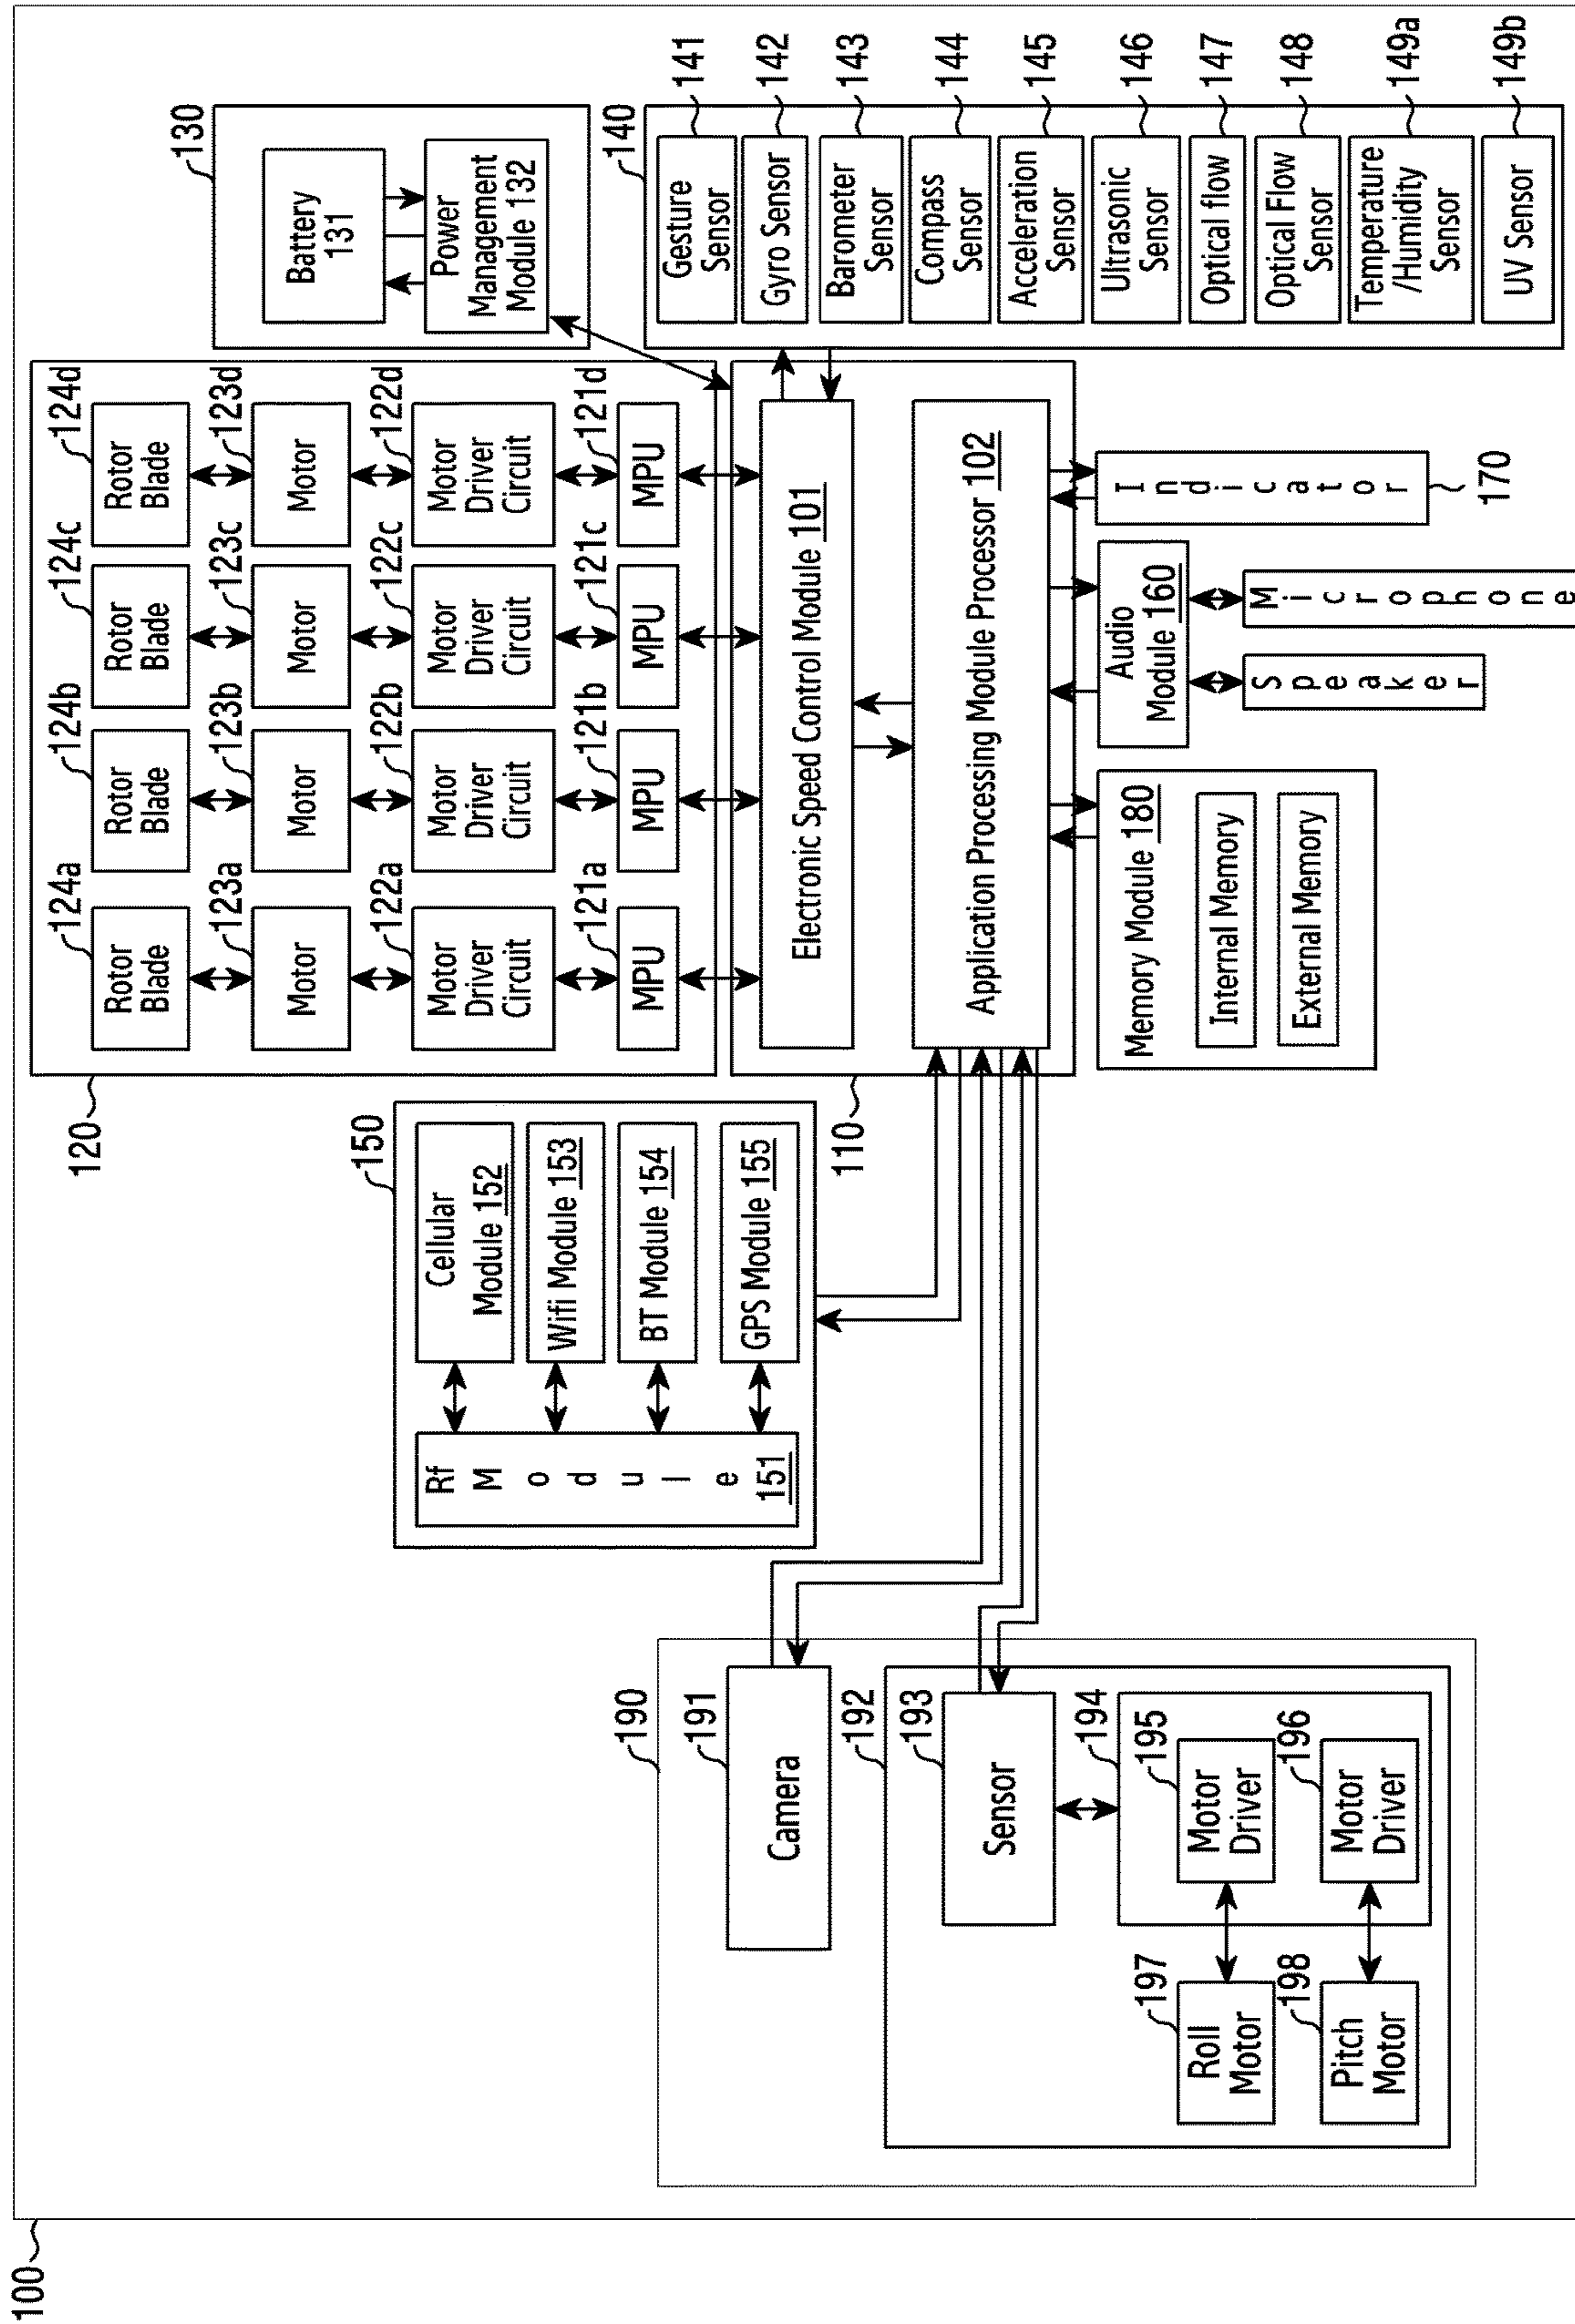 100
120
124a
124b
124c
124d
Rotor
Blade
Rotor
Blade
Rotor
Blade
Rotor
Blade
123a
123b
123c
123d
Motor
Motor
Motor
Motor
122a
122b
122c
122d
Motor
Driver
Circuit
Motor
Driver
Circuit
Motor
Driver
Circuit
Motor
Driver
Circuit
121a
121b
121c
121d
MPU
MPU
MPU
MPU
130
Battery
131
Power
Management
Module 132
150
Rf
Module
151
Cellular
Module 152
Wifi Module 153
BT Module 154
GPS Module 155
110
Electronic Speed Control Module 101
Application Processing Module Processor 102
140
Gesture
Sensor
141
Gyro Sensor
142
Barometer
Sensor
143
Compass
Sensor
144
Acceleration
Sensor
145
Ultrasonic
Sensor
146
Optical flow
147
Optical Flow
Sensor
148
Temperature
/Humidity
Sensor
149a
UV Sensor
149b
190
191
Camera
192
193
Sensor
194
195
Motor
Driver
196
Motor
Driver
197
Roll
Motor
198
Pitch
Motor
Memory Module 180
Internal Memory
External Memory
Audio
Module 160
Speaker
Microphone
Indicator
170